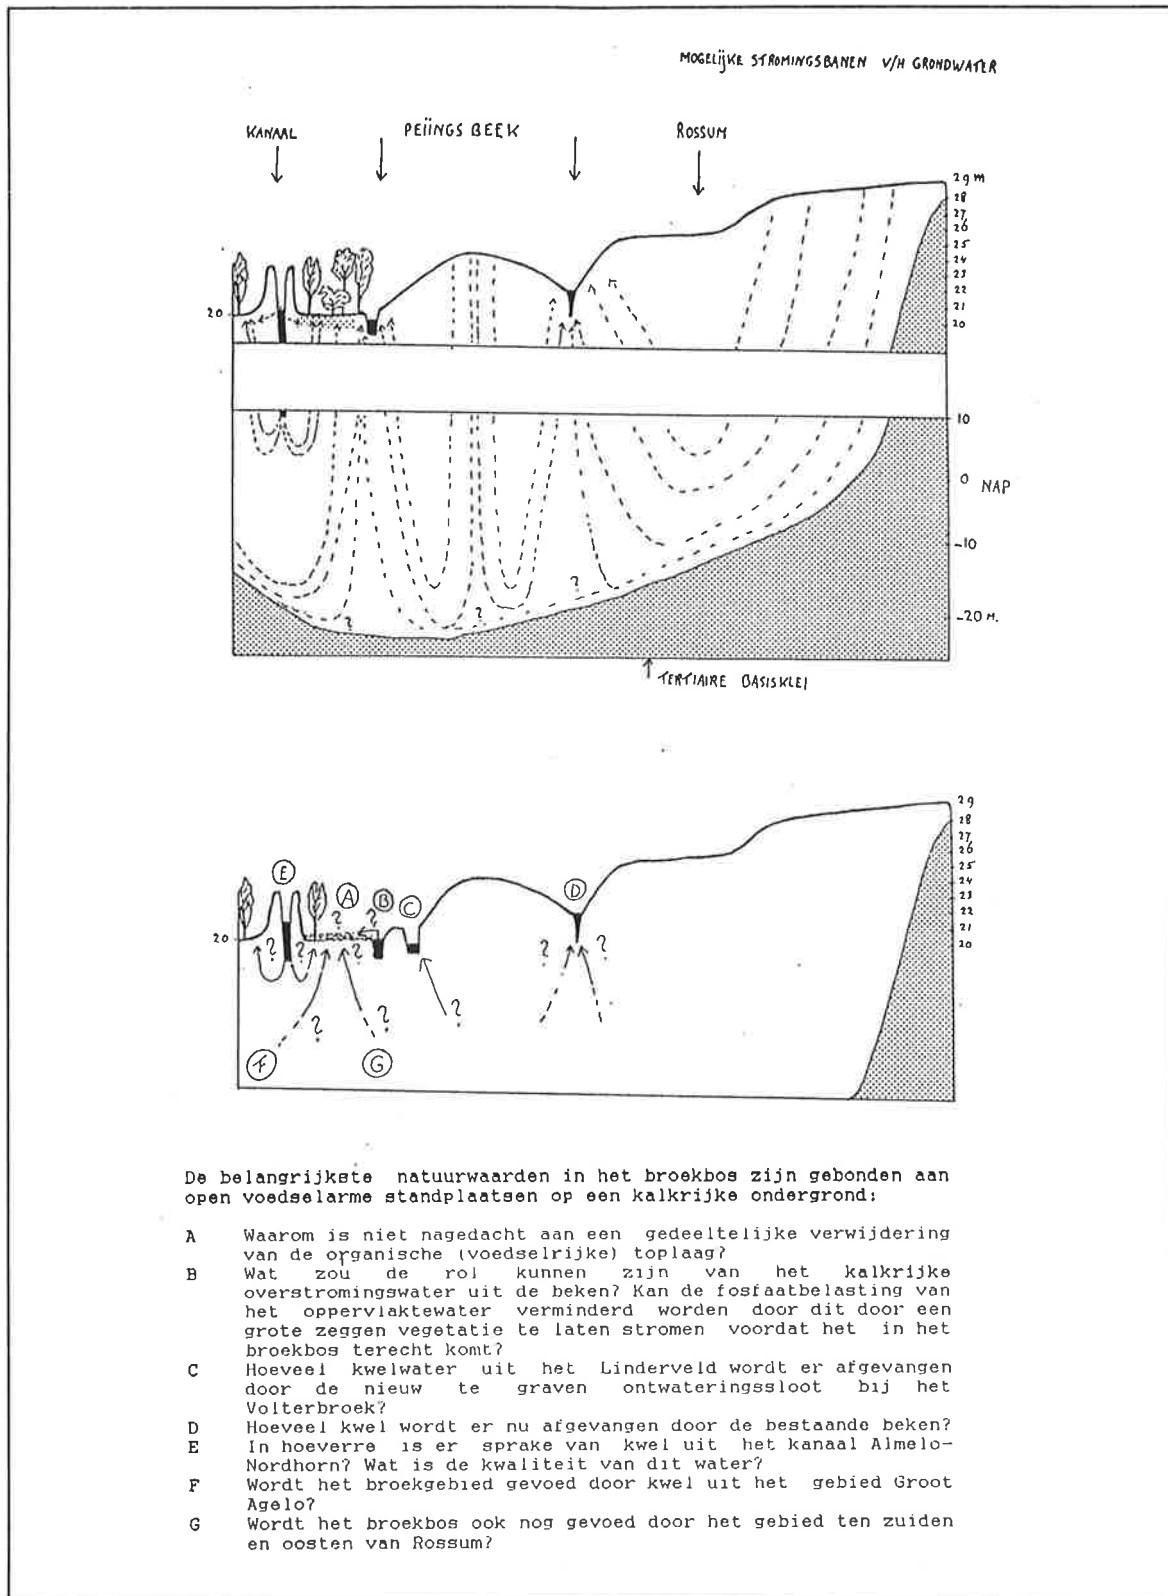 MOGELIJKE STROMINGSBANEN V/H GRONDWATER
KANAAL
PEIINGS BEEK
ROSSUM
29 m
28
27
26
25
24
23
22
21
20
20
10
0 NAP
-10
-20 M.
?
?
?
TERTIAIRE BASISKLEI
29
28
27
26
25
24
23
22
21
20
20
E
A
B
C
D
?
?
?
?
?
?
?
?
?
?
F
G
De belangrijkste natuurwaarden in het broekbos zijn gebonden aan
open voedselarme standplaatsen op een kalkrijke ondergrond:
A Waarom is niet nagedacht aan een gedeeltelijke verwijdering
van de organische (voedselrijke) toplaag?
B Wat zou de rol kunnen zijn van het kalkrijke
overstromingswater uit de beken? Kan de fosfaatbelasting van
het oppervlaktewater verminderd worden door dit door een
grote zeggen vegetatie te laten stromen voordat het in het
broekbos terecht komt?
C Hoeveel kwelwater uit het Linderveld wordt er afgevangen
door de nieuw te graven ontwateringssloot bij het
Volterbroek?
D Hoeveel kwel wordt er nu afgevangen door de bestaande beken?
E In hoeverre is er sprake van kwel uit het kanaal Almelo-
Nordhorn? Wat is de kwaliteit van dit water?
F Wordt het broekgebied gevoed door kwel uit het gebied Groot
Agelo?
G Wordt het broekbos ook nog gevoed door het gebied ten zuiden
en oosten van Rossum?